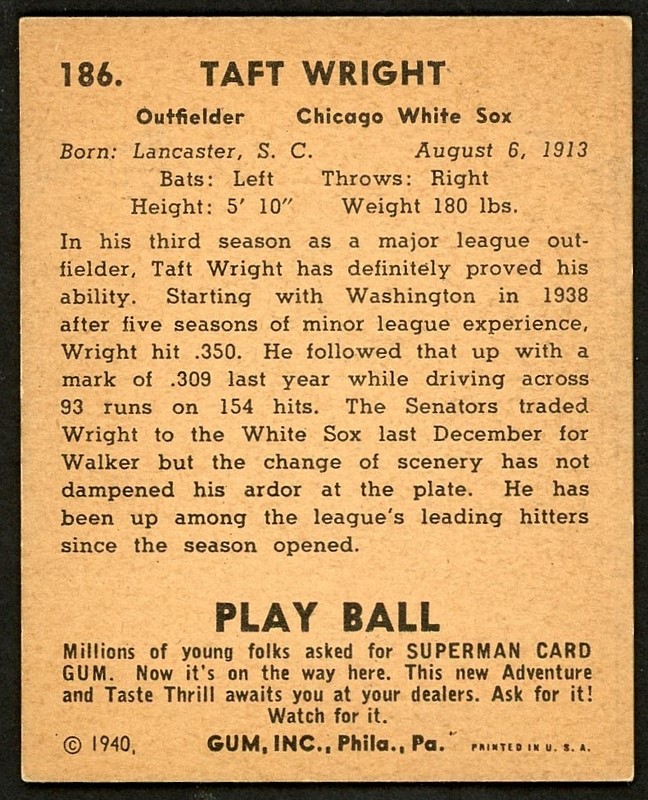 186. TAFT WRIGHT
Outfielder Chicago White Sox
Born: Lancaster, S. C. August 6, 1913
Bats: Left Throws: Right
Height: 5′ 10″ Weight 180 lbs.
In his third season as a major league out-
fielder, Taft Wright has definitely proved his
ability. Starting with Washington in 1938
after five seasons of minor league experience,
Wright hit .350. He followed that up with a
mark of .309 last year while driving across
93 runs on 154 hits. The Senators traded
Wright to the White Sox last December for
Walker but the change of scenery has not
dampened his ardor at the plate. He has
been up among the league's leading hitters
since the season opened.
PLAY BALL
Millions of young folks asked for SUPERMAN CARD
GUM. Now it's on the way here. This new Adventure
and Taste Thrill awaits you at your dealers. Ask for it!
Watch for it.
© 1940, GUM, INC., Phila., Pa. PRINTED IN U. S. A.